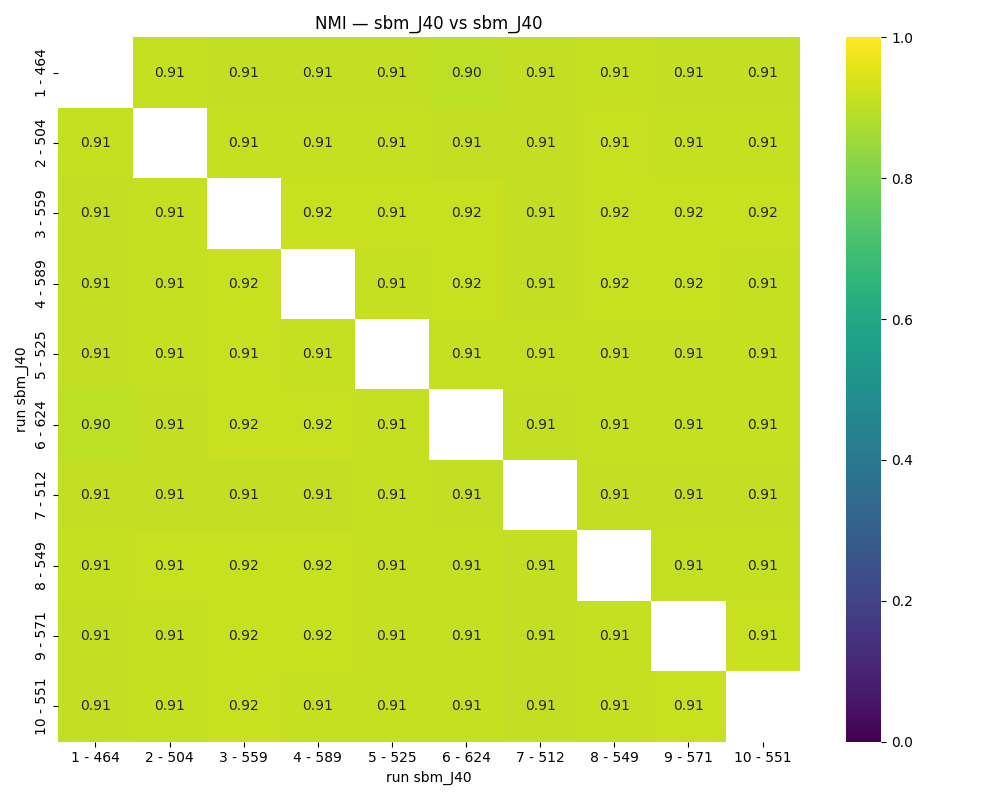 NMI — sbm_J40 vs sbm_J40
1 - 464 0.91 0.91 0.91 0.91 0.90 0.91 0.91 0.91 0.91
2 - 504 0.91 0.91 0.91 0.91 0.91 0.91 0.91 0.91 0.91
3 - 559 0.91 0.91 0.92 0.91 0.92 0.91 0.92 0.92 0.92
4 - 589 0.91 0.91 0.92 0.91 0.92 0.91 0.92 0.92 0.91
5 - 525 0.91 0.91 0.91 0.91 0.91 0.91 0.91 0.91 0.91
6 - 624 0.90 0.91 0.92 0.92 0.91 0.91 0.91 0.91 0.91
7 - 512 0.91 0.91 0.91 0.91 0.91 0.91 0.91 0.91 0.91
8 - 549 0.91 0.91 0.92 0.92 0.91 0.91 0.91 0.91 0.91
9 - 571 0.91 0.91 0.92 0.92 0.91 0.91 0.91 0.91 0.91
10 - 551 0.91 0.91 0.92 0.91 0.91 0.91 0.91 0.91 0.91
1 - 464 2 - 504 3 - 559 4 - 589 5 - 525 6 - 624 7 - 512 8 - 549 9 - 571 10 - 551
run sbm_J40
run sbm_J40
1.0
0.8
0.6
0.4
0.2
0.0